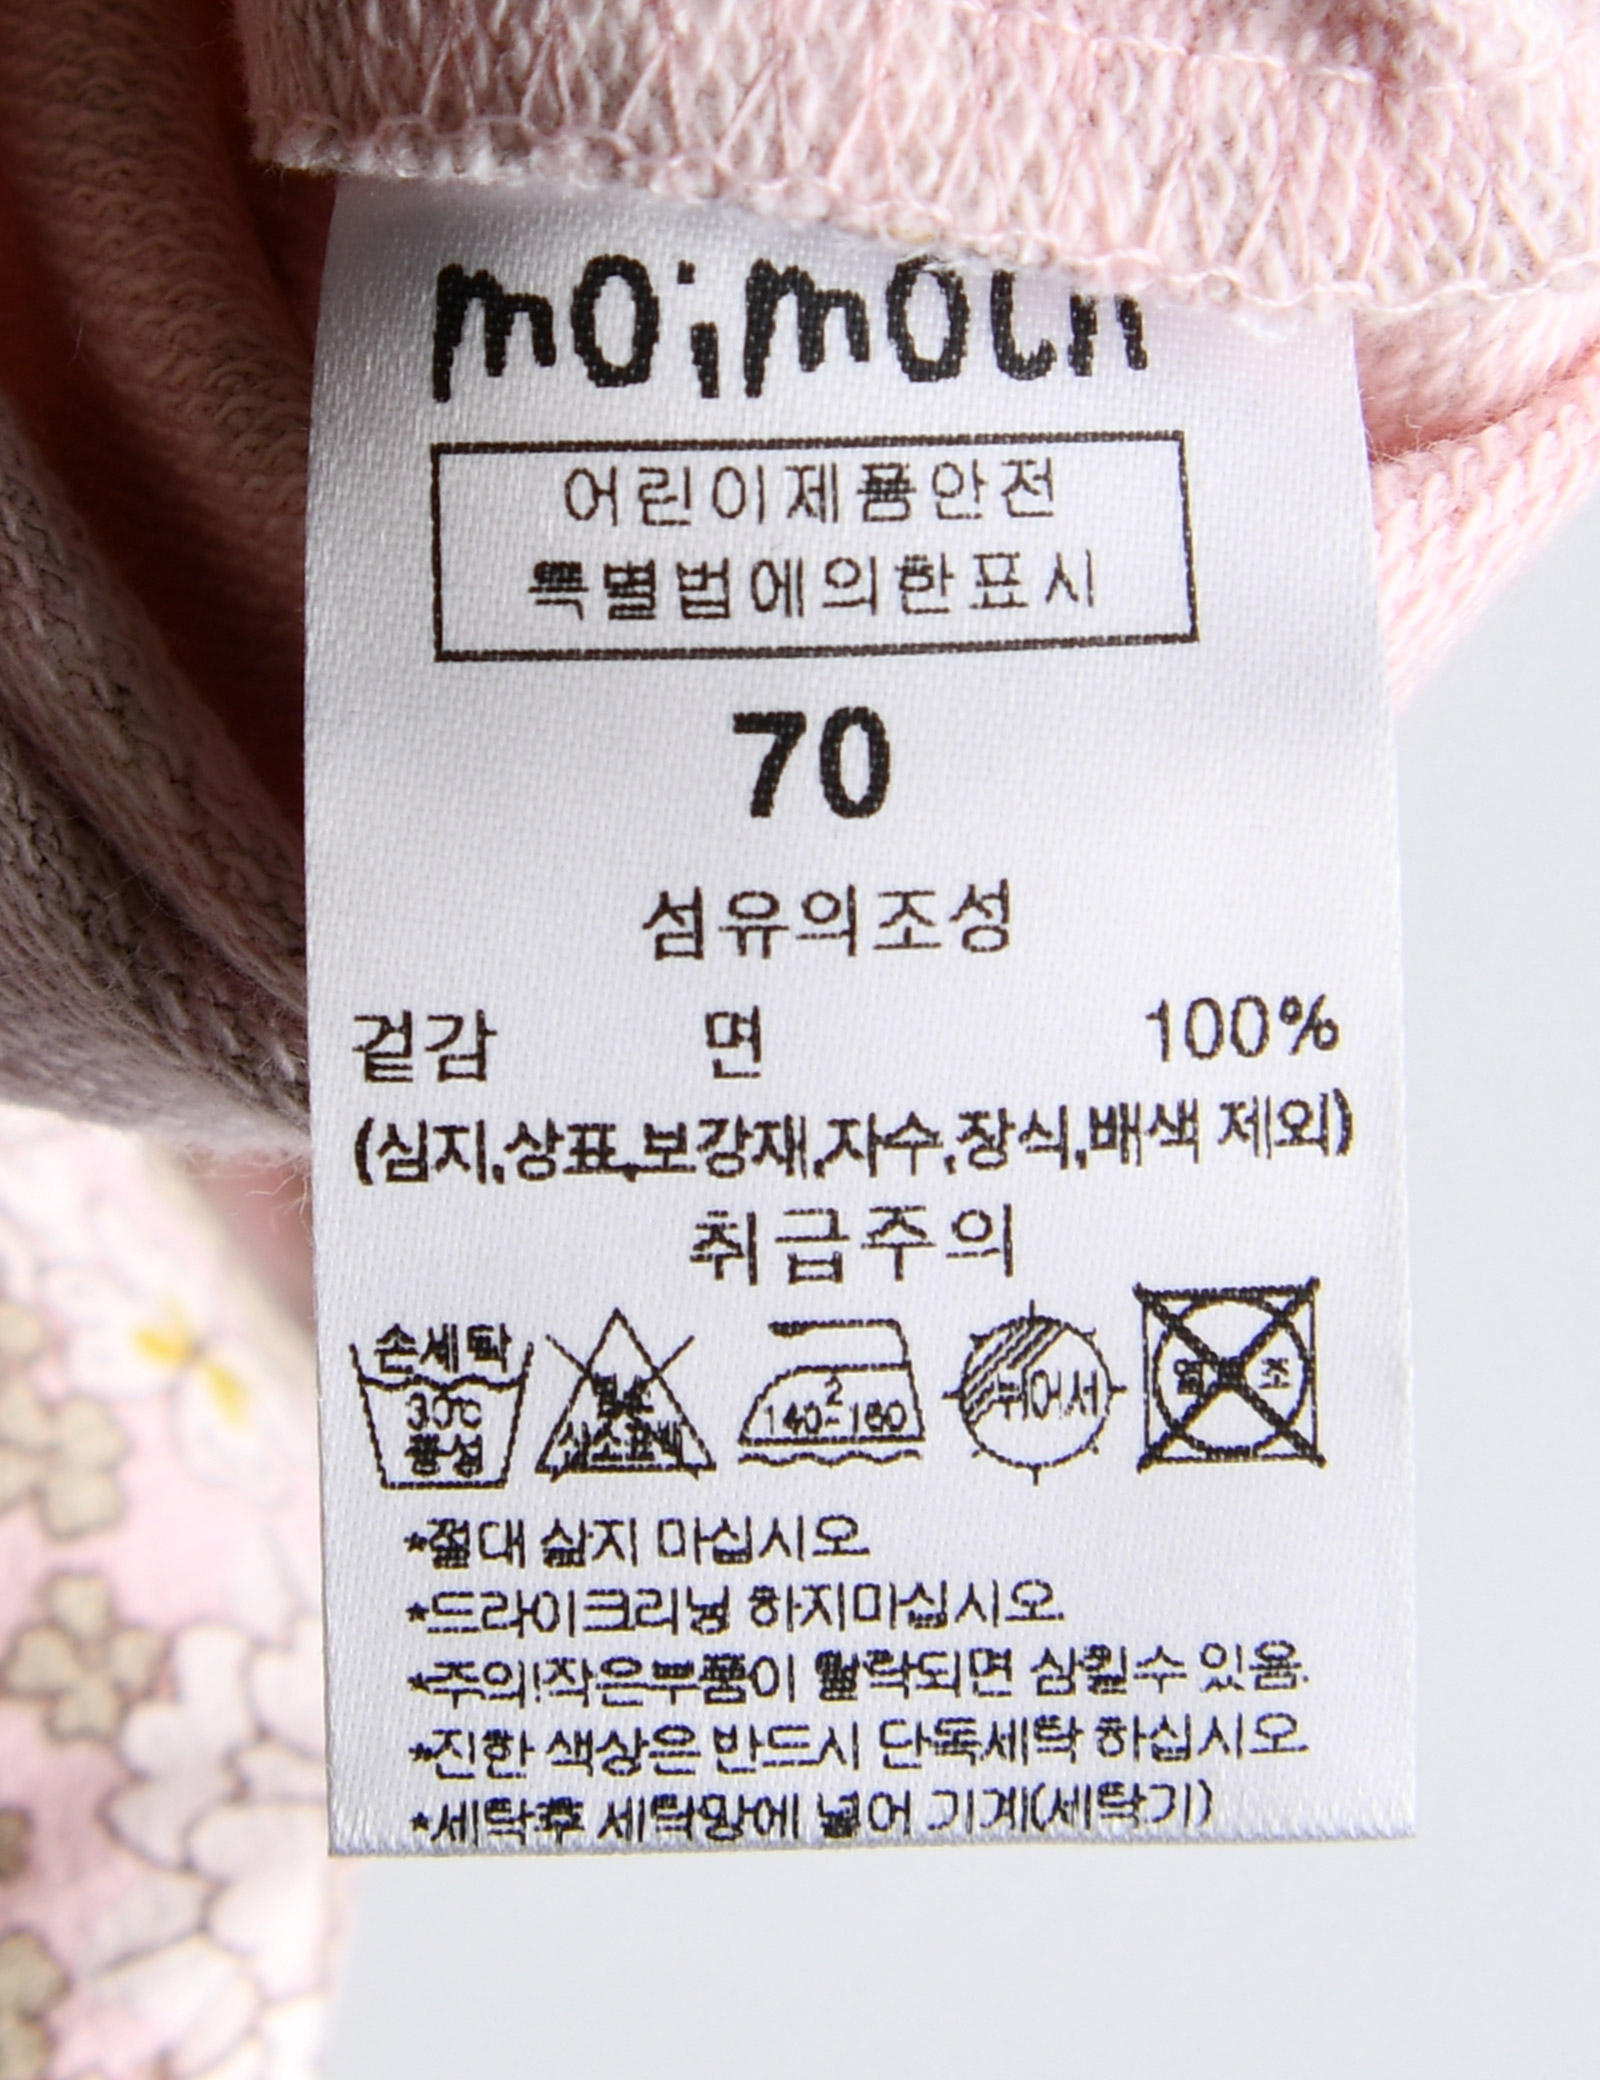 moimoln
어린이제품안전
특별법에의한표시
70
섬유의조성
겉감 면 100%
(심지,상표,보강재,자수,장식,배색 제외)
취급주의
손세탁
30℃
중성
염소
산소표백
2
140-160
뉘어서
*절대 삶지 마십시오
*드라이크리닝 하지마십시오.
*주의!작은부품이 탈락되면 삼킬수 있음.
*진한 색상은 반드시 단독세탁 하십시오.
*세탁후 세탁망에 넣어 기계(세탁기)